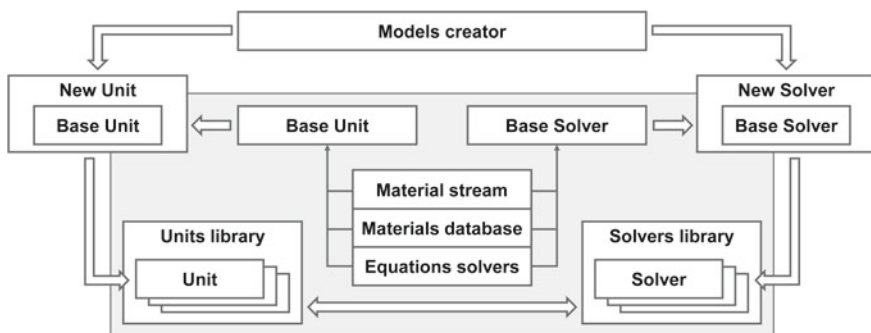 Models creator
New Unit
New Solver
Base Unit
Base Unit
Base Solver
Base Solver
Material stream
Materials database
Equations solvers
Units library
Solvers library
Unit
Solver